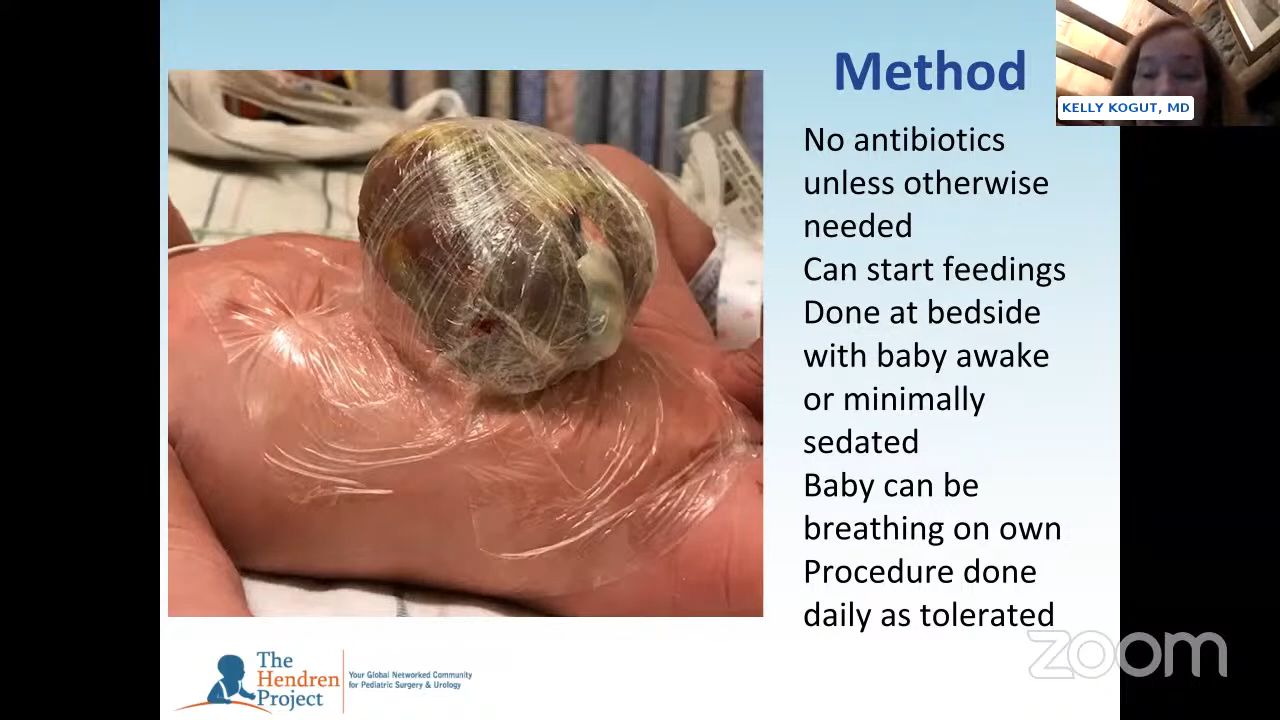 Method
KELLY KOGUT, MD
No antibiotics
unless otherwise
needed
Can start feedings
Done at bedside
with baby awake
or minimally
sedated
Baby can be
breathing on own
Procedure done
daily as tolerated
zoom
The
Hendren
Project
Your Global Networked Community
for Pediatric Surgery & Urology